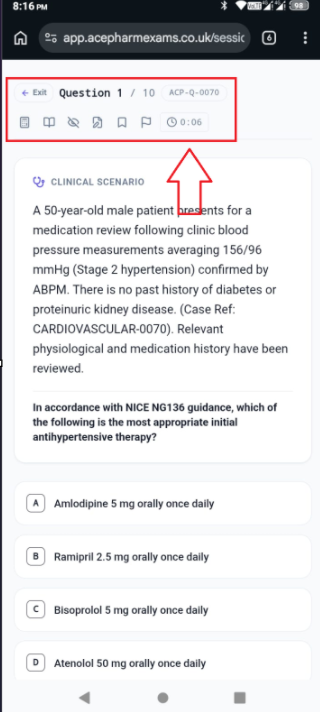 8:16 PM
98
app.acepharmexams.co.uk/sessic
6
← Exit Question 1 / 10 ACP-Q-0070
0:06
CLINICAL SCENARIO
A 50-year-old male patient presents for a
medication review following clinic blood
pressure measurements averaging 156/96
mmHg (Stage 2 hypertension) confirmed by
ABPM. There is no past history of diabetes or
proteinuric kidney disease. (Case Ref:
CARDIOVASCULAR-0070). Relevant
physiological and medication history have been
reviewed.
In accordance with NICE NG136 guidance, which of
the following is the most appropriate initial
antihypertensive therapy?
A Amlodipine 5 mg orally once daily
B Ramipril 2.5 mg orally once daily
C Bisoprolol 5 mg orally once daily
D Atenolol 50 mg orally once daily